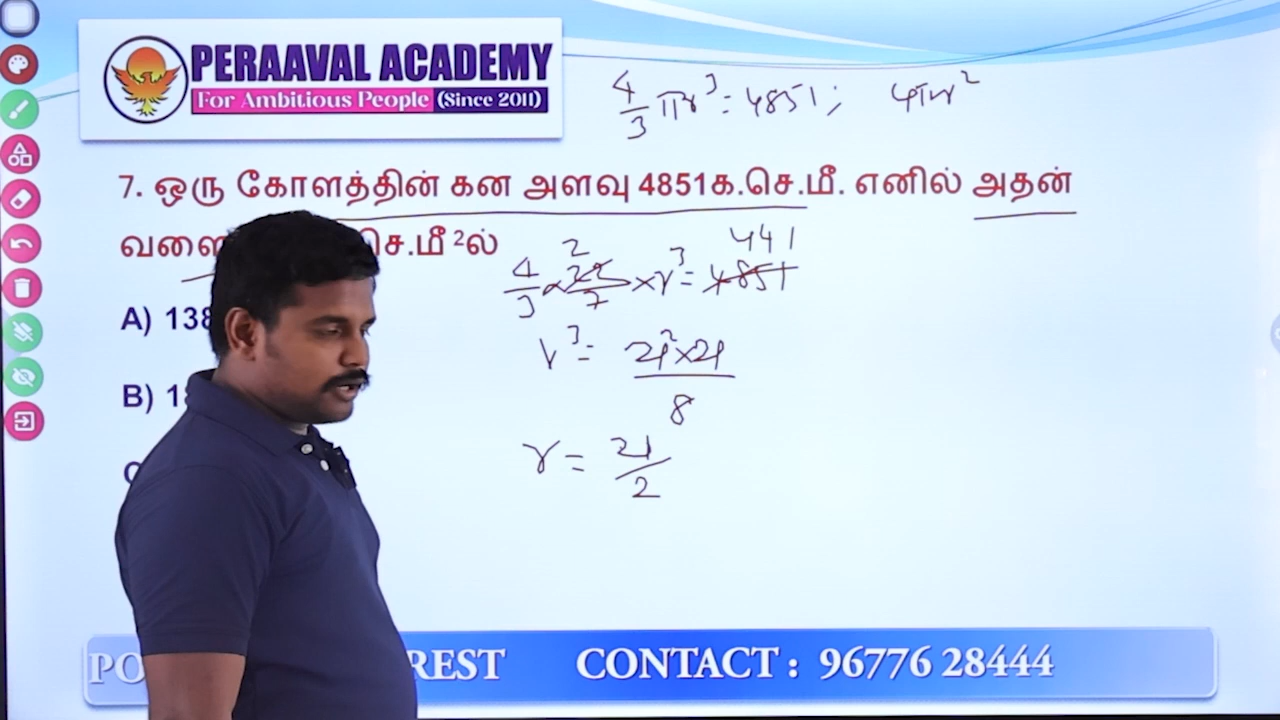 PERAAVAL ACADEMY
For Ambitious People (Since 2011)
4/3 πr³ = 4851; 4πr²
7. ஒரு கோளத்தின் கன அளவு 4851க.செ.மீ. எனில் அதன்
செ.மீ ²ல்
2 441
4/3 × 22/7 × r³ = 4851
A) 138
r³ = 21² × 21 / 8
B) 1
r = 21/2
CONTACT : 96776 28444